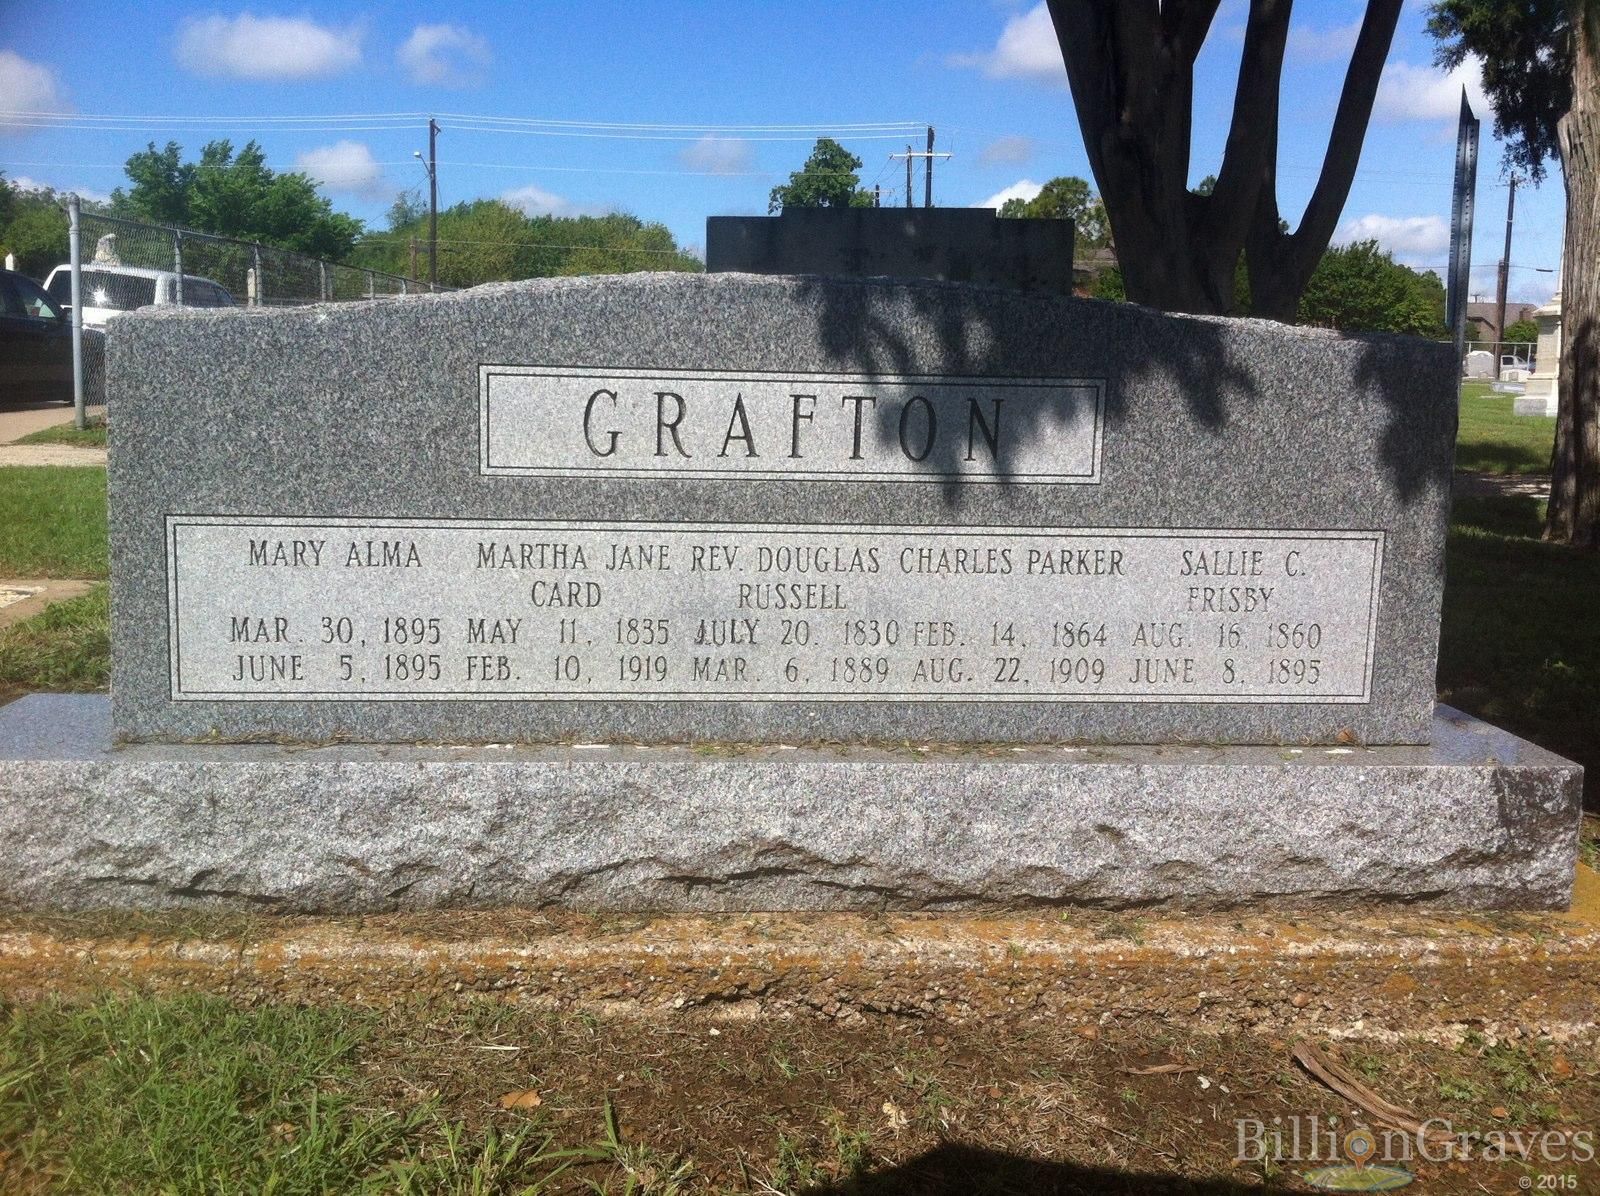 GRAFTON
MARY ALMA MARTHA JANE REV. DOUGLAS CHARLES PARKER SALLIE C.
CARD RUSSELL FRISBY
MAR. 30, 1895 MAY 11, 1835 JULY 20. 1830 FEB. 14, 1864 AUG. 16, 1860
JUNE 5, 1895 FEB. 10, 1919 MAR. 6, 1889 AUG. 22, 1909 JUNE 8, 1895
BillionGraves
© 2015